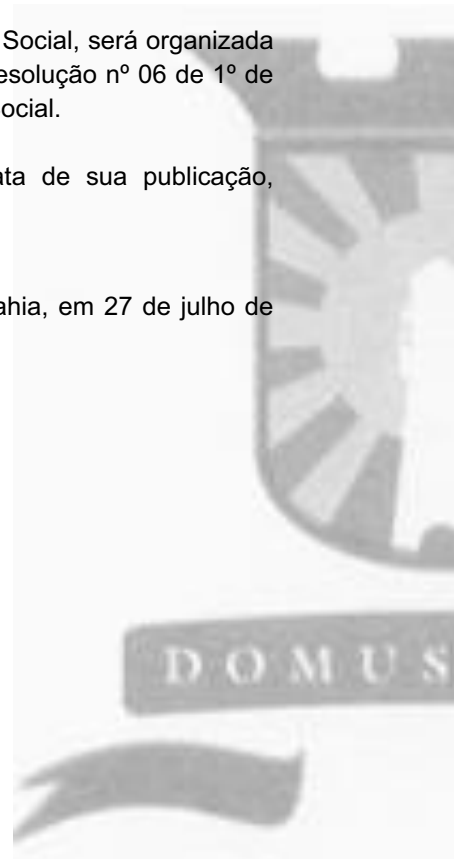 Social, será organizada
esolução nº 06 de 1º de
ocial.
ata de sua publicação,
ahia, em 27 de julho de
DOMUS